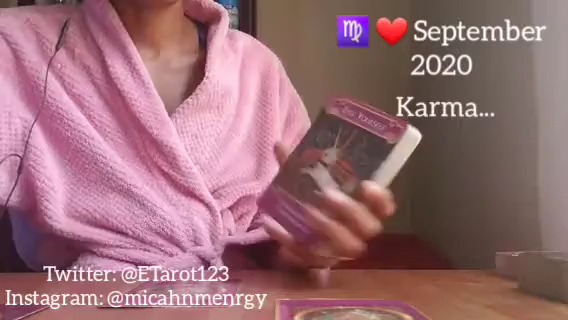 ♍ ❤️ September
2020
Karma...
Twitter: @ETarot123
Instagram: @micahnmenrgy